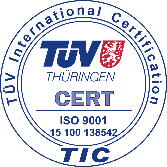 TÜV International Certification
TÜV
THÜRINGEN
CERT
ISO 9001
15 100 138542
TIC